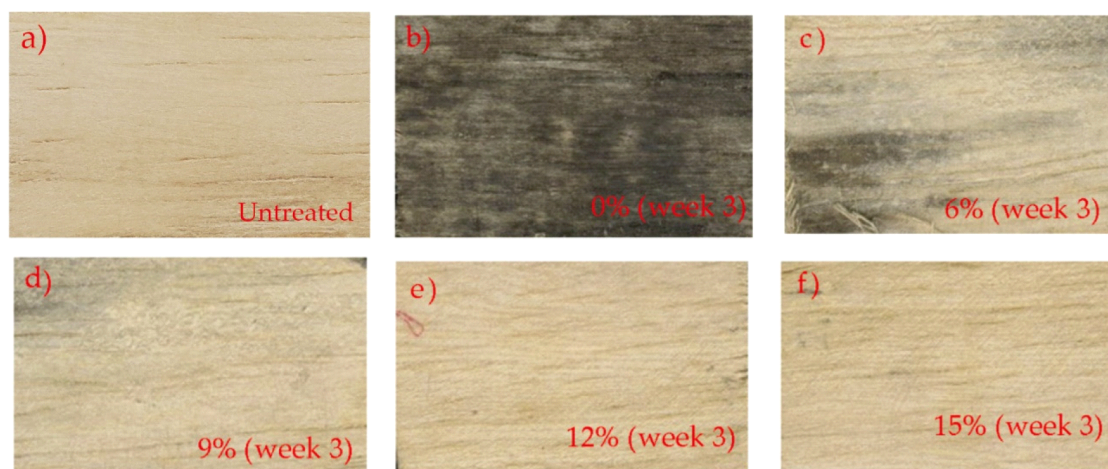 a)
Untreated
b)
0% (week 3)
c)
6% (week 3)
d)
9% (week 3)
e)
12% (week 3)
f)
15% (week 3)